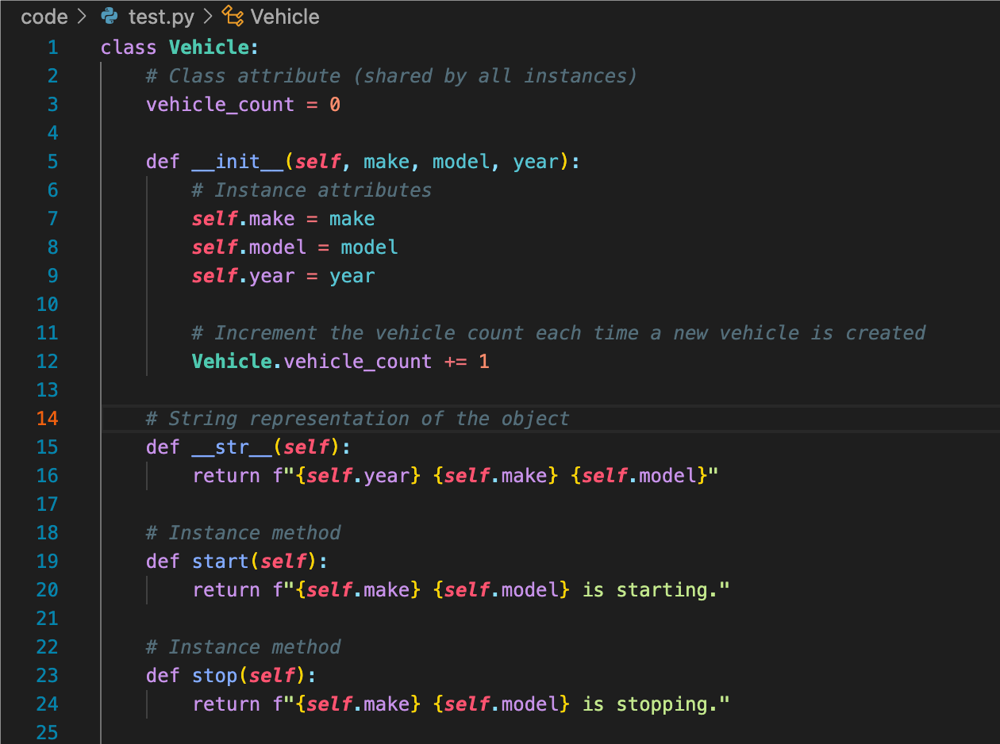 code > test.py > Vehicle
1 class Vehicle:
2     # Class attribute (shared by all instances)
3     vehicle_count = 0
4
5     def __init__(self, make, model, year):
6         # Instance attributes
7         self.make = make
8         self.model = model
9         self.year = year
10
11         # Increment the vehicle count each time a new vehicle is created
12         Vehicle.vehicle_count += 1
13
14     # String representation of the object
15     def __str__(self):
16         return f"{self.year} {self.make} {self.model}"
17
18     # Instance method
19     def start(self):
20         return f"{self.make} {self.model} is starting."
21
22     # Instance method
23     def stop(self):
24         return f"{self.make} {self.model} is stopping."
25